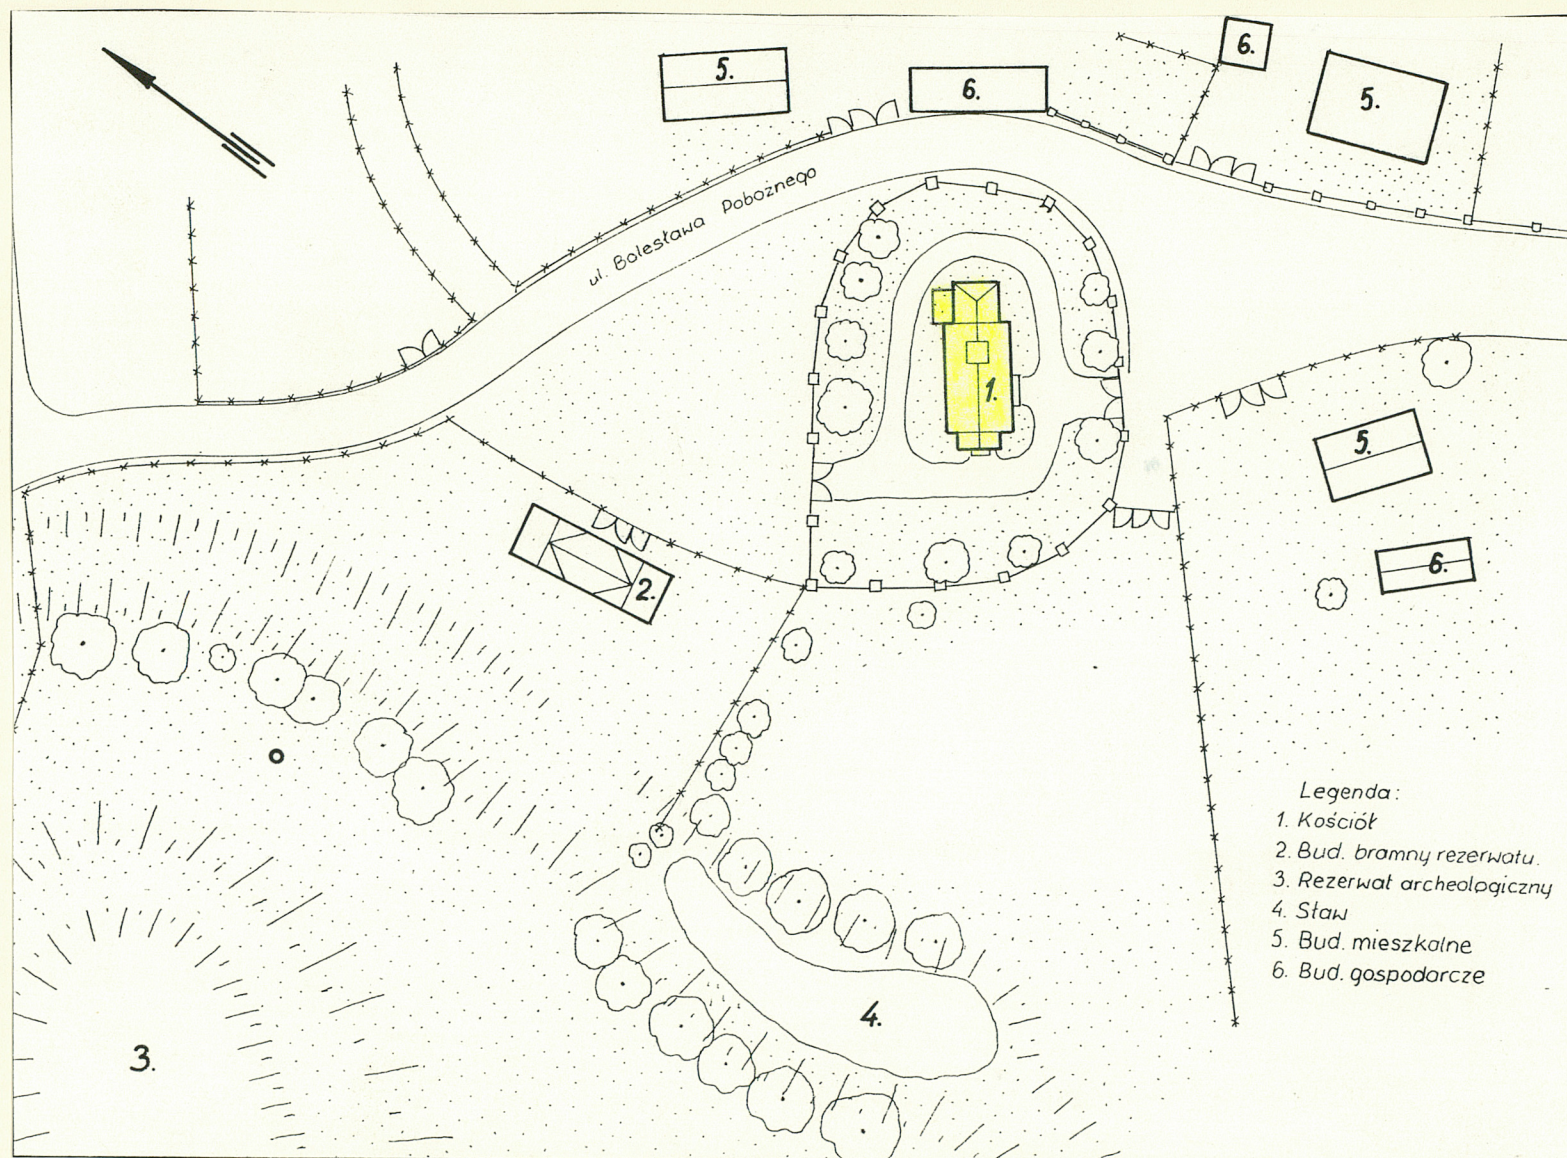 5.
6.
6.
5.
ul. Bolesława Pobożnego
1.
5.
6.
2.
3.
4.
Legenda:
1. Kościół
2. Bud. bramny rezerwatu.
3. Rezerwat archeologiczny
4. Staw
5. Bud. mieszkalne
6. Bud. gospodarcze